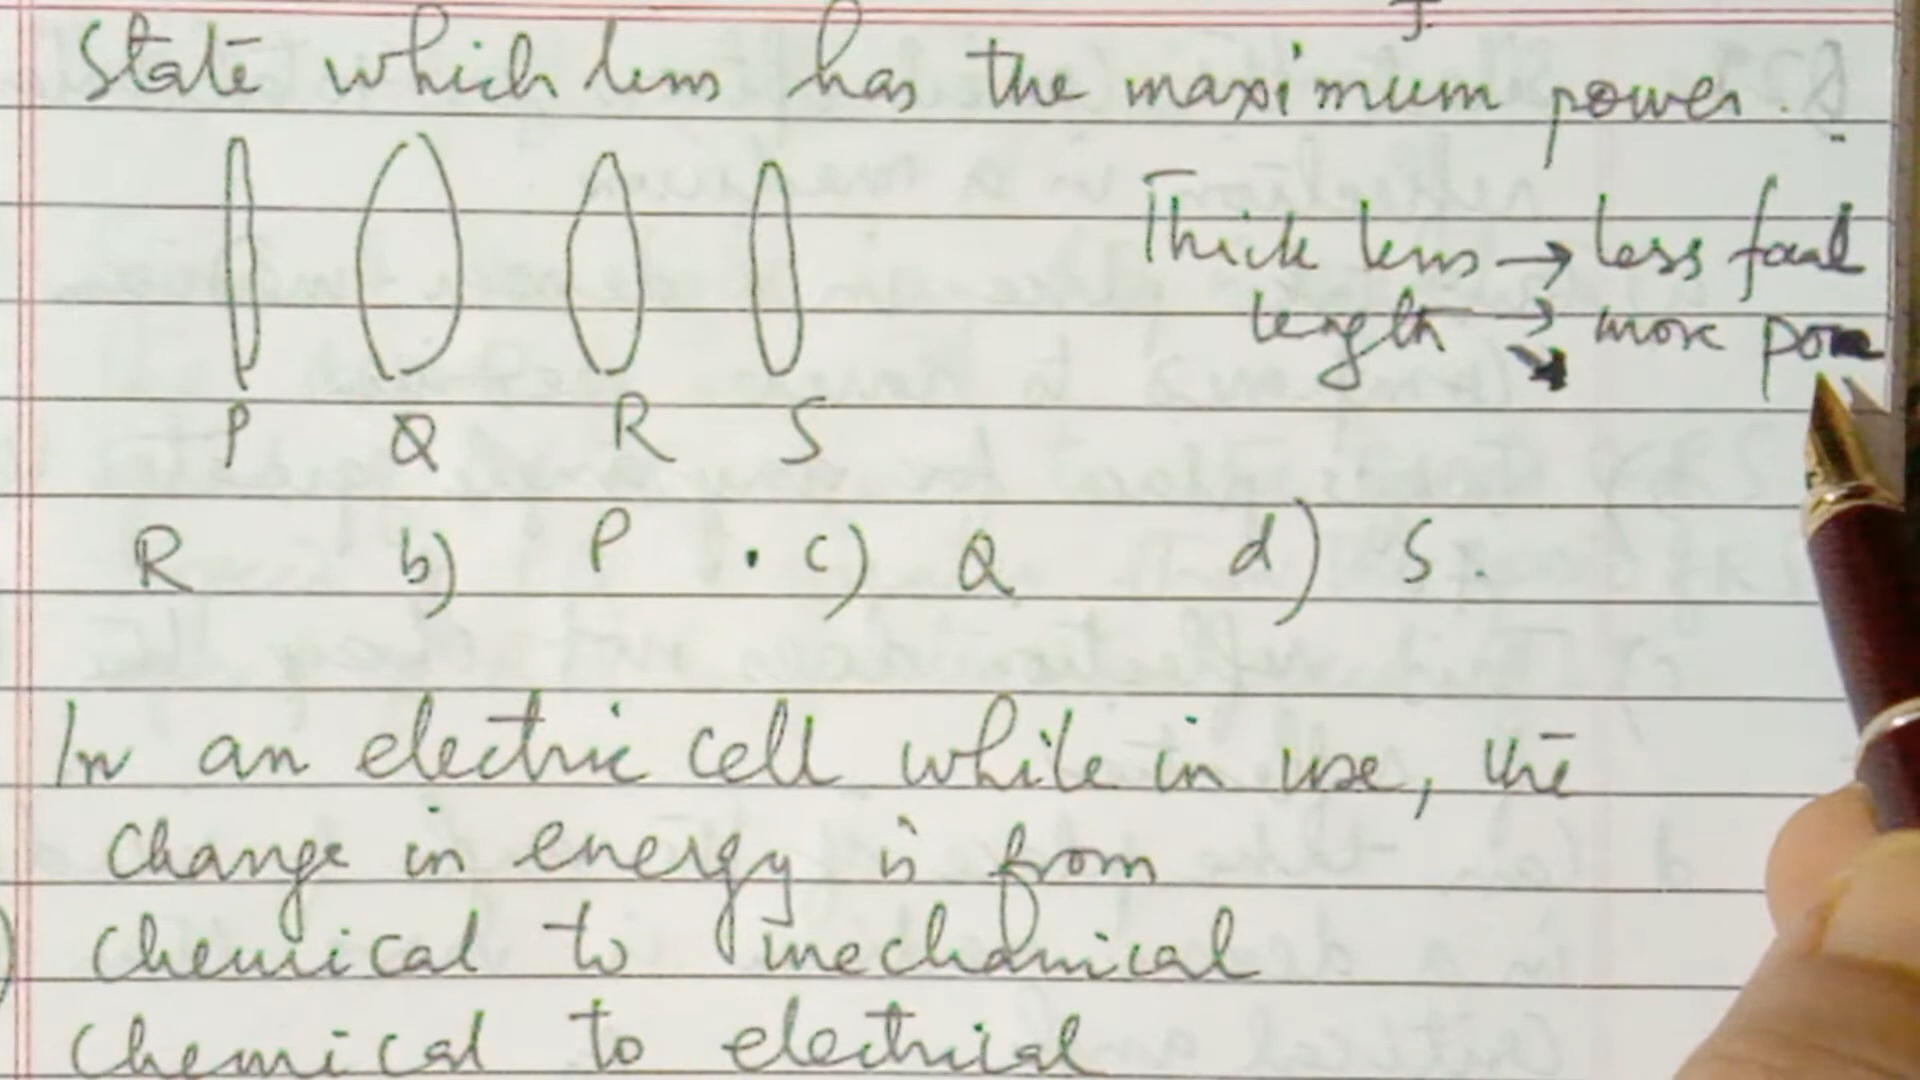 State which lens has the maximum power.
P Q R S
Thick lens → less focal
length → more pow
R b) P . c) Q d) S.
In an electric cell while in use, the
change in energy is from
chemical to mechanical
chemical to electrical